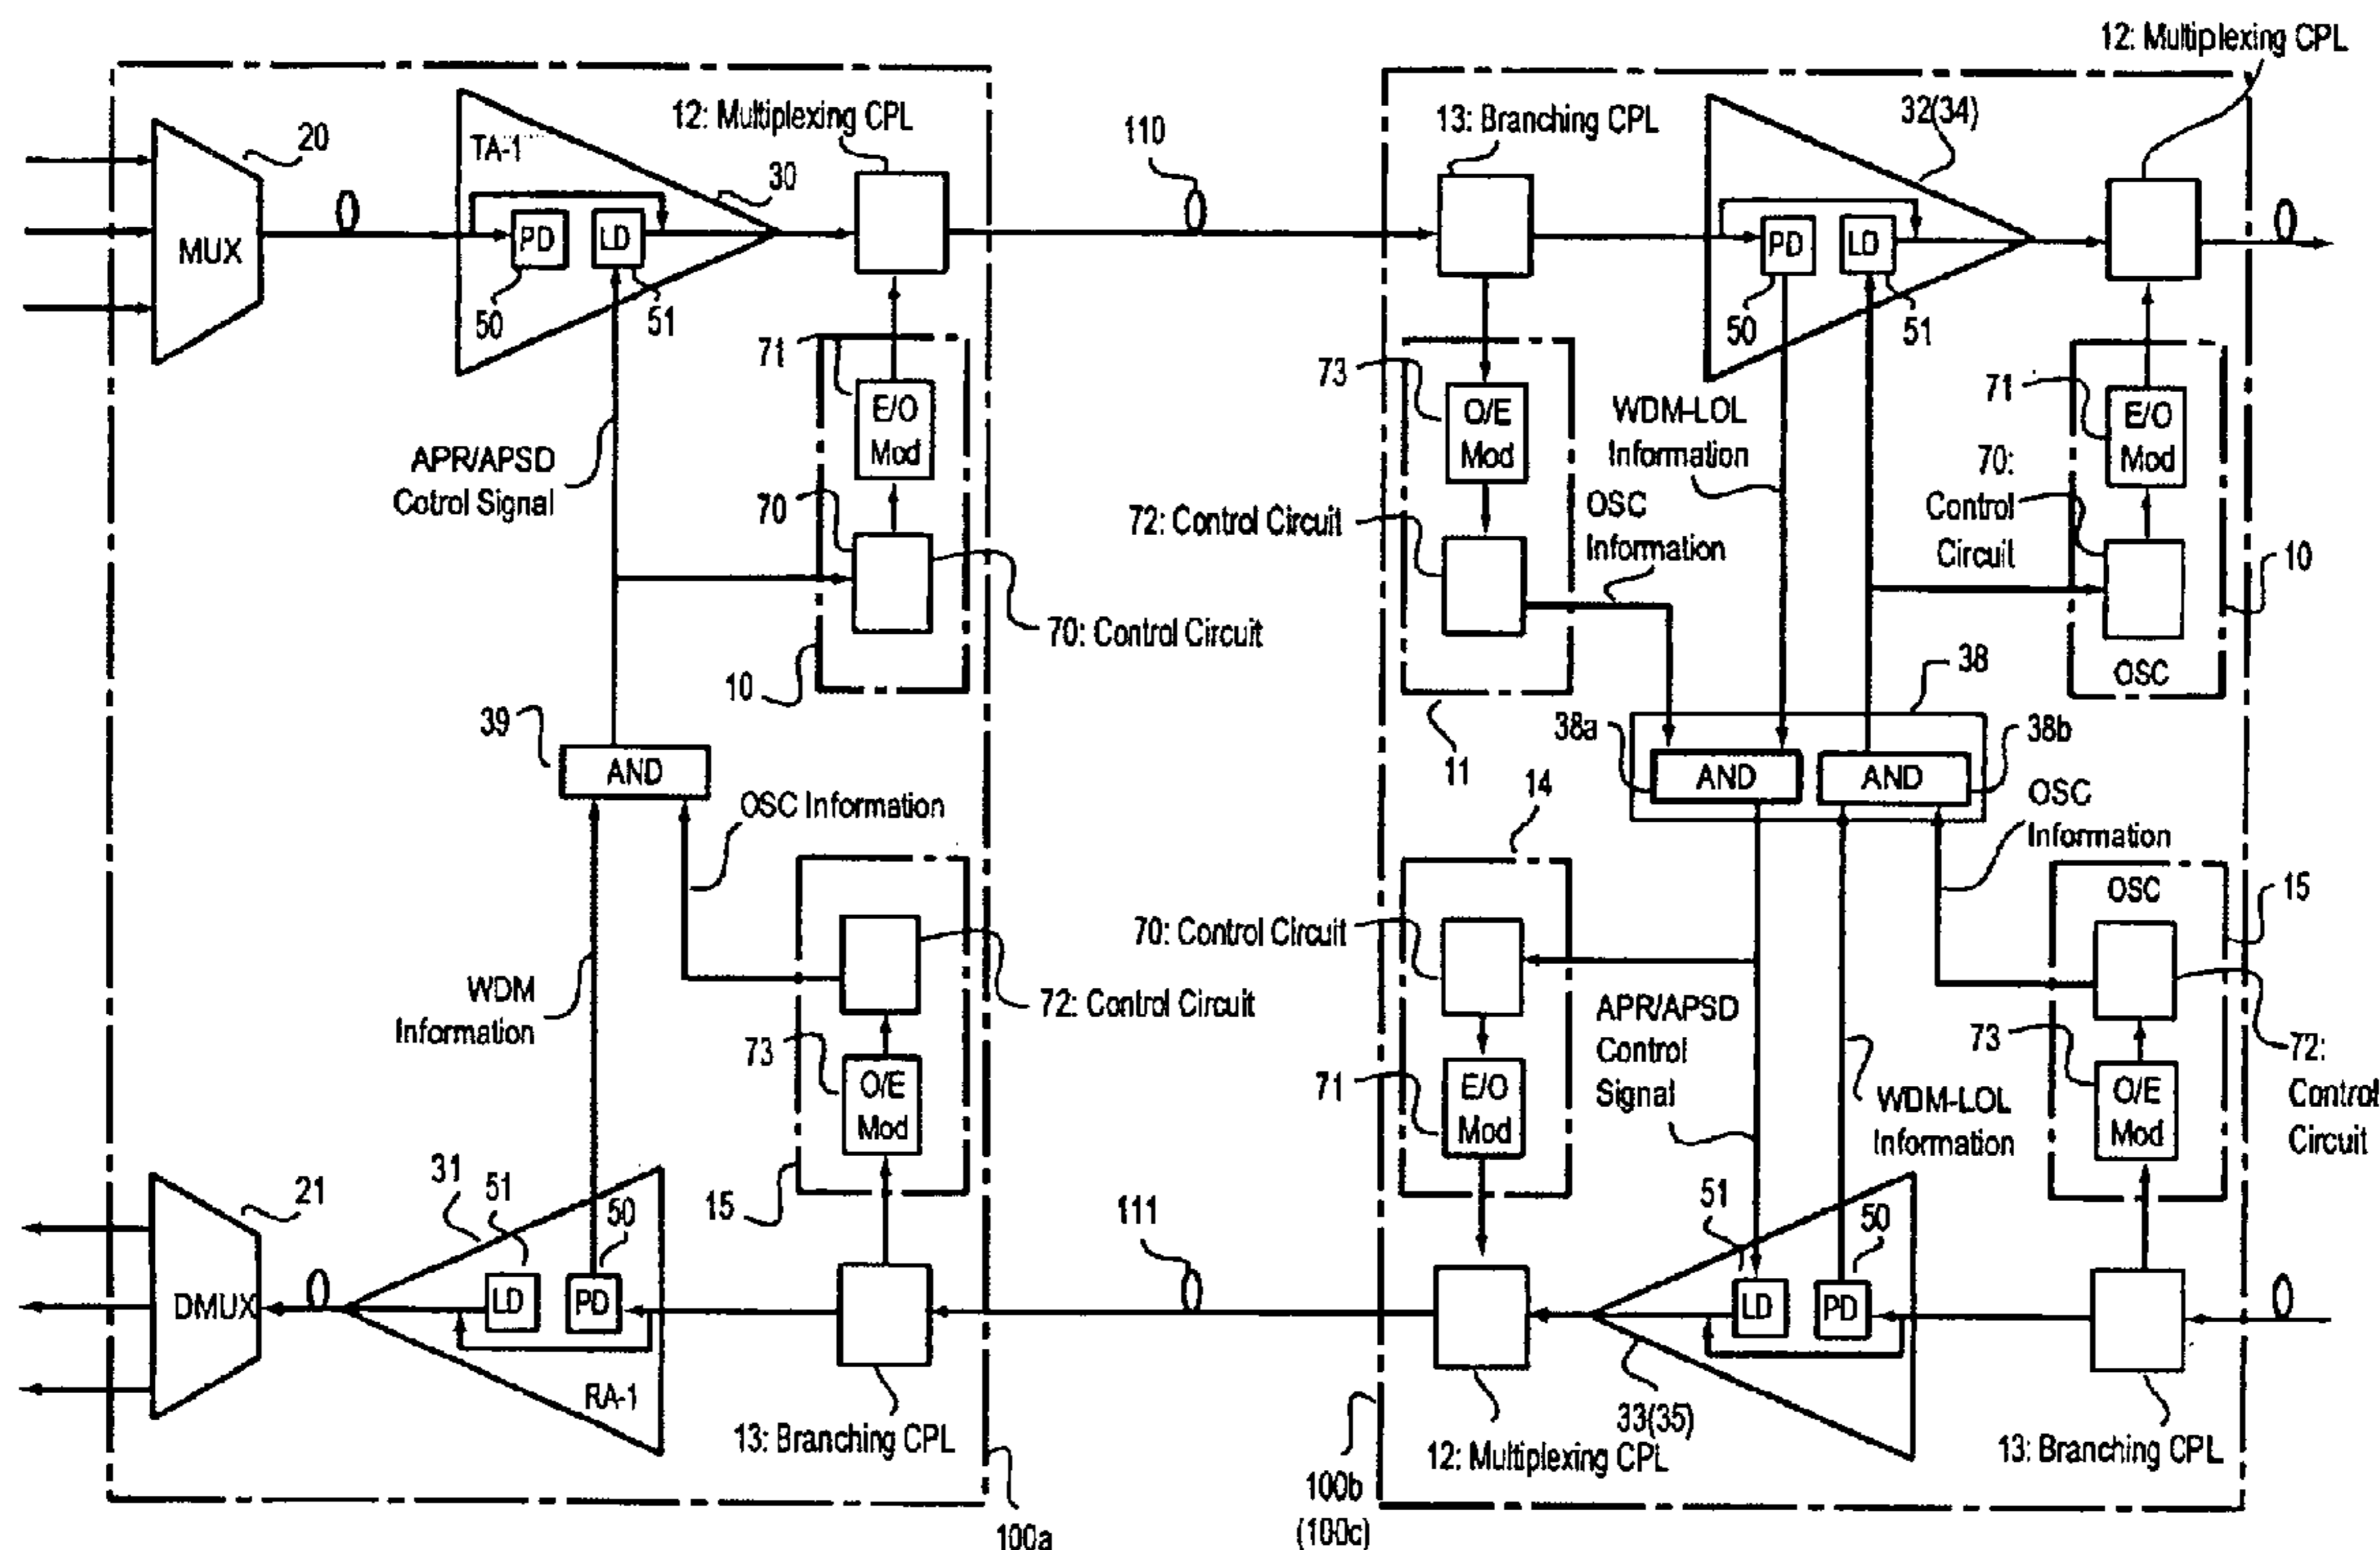 12: Multiplexing CPL
20
MUX
TA-1
30
PD
LD
50
51
12: Multiplexing CPL
110
13: Branching CPL
32(34)
PD
LD
50
51
71
E/O
Mod
APR/APSD
Cotrol Signal
70
70: Control Circuit
10
73
O/E
Mod
72: Control Circuit
WDM-LOL
Information
OSC
Information
71
E/O
Mod
70:
Control
Circuit
10
OSC
11
39
AND
OSC Information
38
38a
AND
AND
38b
OSC
Information
14
WDM
Information
72: Control Circuit
73
O/E
Mod
15
70: Control Circuit
71
E/O
Mod
APR/APSD
Control
Signal
WDM-LOL
Information
OSC
15
73
O/E
Mod
72:
Control
Circuit
21
DMUX
31
51
50
LD
PD
RA-1
13: Branching CPL
111
12: Multiplexing CPL
51
50
LD
PD
33(35)
13: Branching CPL
100a
100b
(100c)